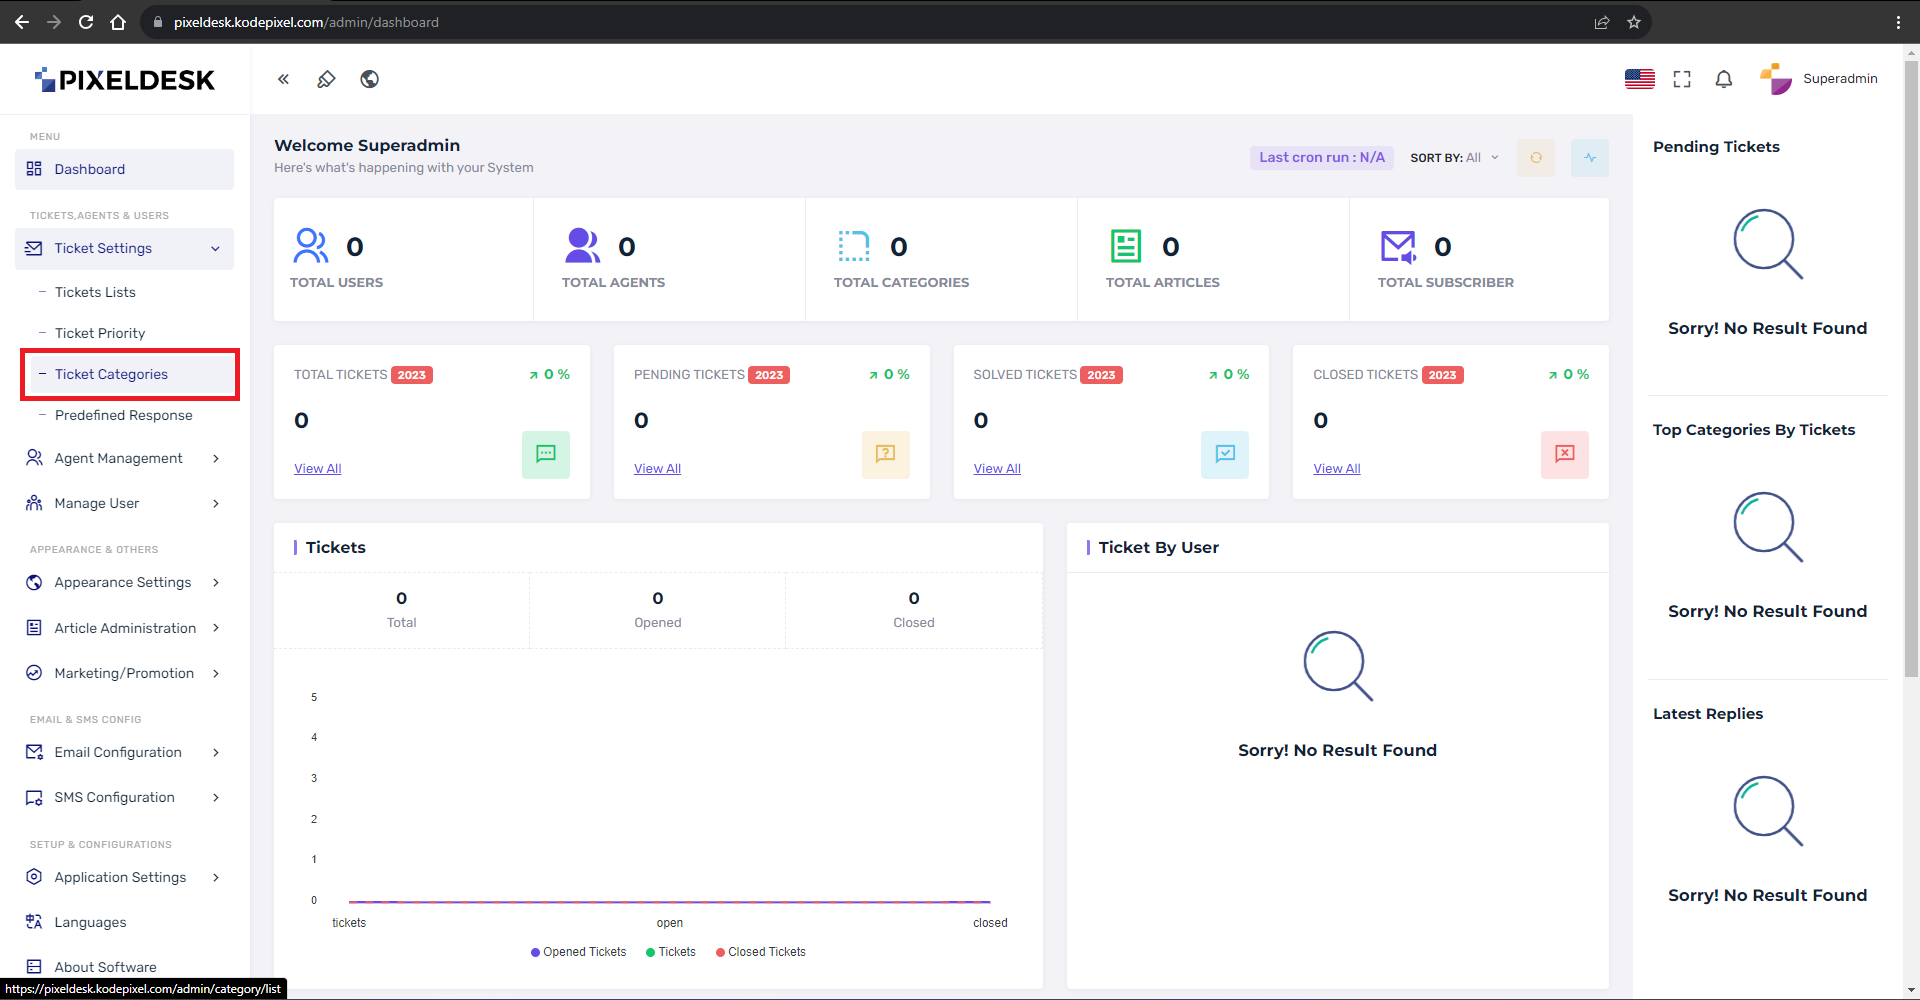 pixeldesk.kodepixel.com/admin/dashboard
PIXELDESK
Superadmin
MENU
Dashboard
TICKETS,AGENTS & USERS
Ticket Settings
Tickets Lists
Ticket Priority
Ticket Categories
Predefined Response
Agent Management
Manage User
APPEARANCE & OTHERS
Appearance Settings
Article Administration
Marketing/Promotion
EMAIL & SMS CONFIG
Email Configuration
SMS Configuration
SETUP & CONFIGURATIONS
Application Settings
Languages
About Software
https://pixeldesk.kodepixel.com/admin/category/list
Welcome Superadmin
Here's what's happening with your System
Last cron run : N/A
SORT BY: All
0
TOTAL USERS
0
TOTAL AGENTS
0
TOTAL CATEGORIES
0
TOTAL ARTICLES
0
TOTAL SUBSCRIBER
TOTAL TICKETS 2023 0 %
0
View All
PENDING TICKETS 2023 0 %
0
View All
SOLVED TICKETS 2023 0 %
0
View All
CLOSED TICKETS 2023 0 %
0
View All
Tickets
0
Total
0
Opened
0
Closed
5
4
3
2
1
0
tickets open closed
Opened Tickets Tickets Closed Tickets
Ticket By User
Sorry! No Result Found
Pending Tickets
Sorry! No Result Found
Top Categories By Tickets
Sorry! No Result Found
Latest Replies
Sorry! No Result Found